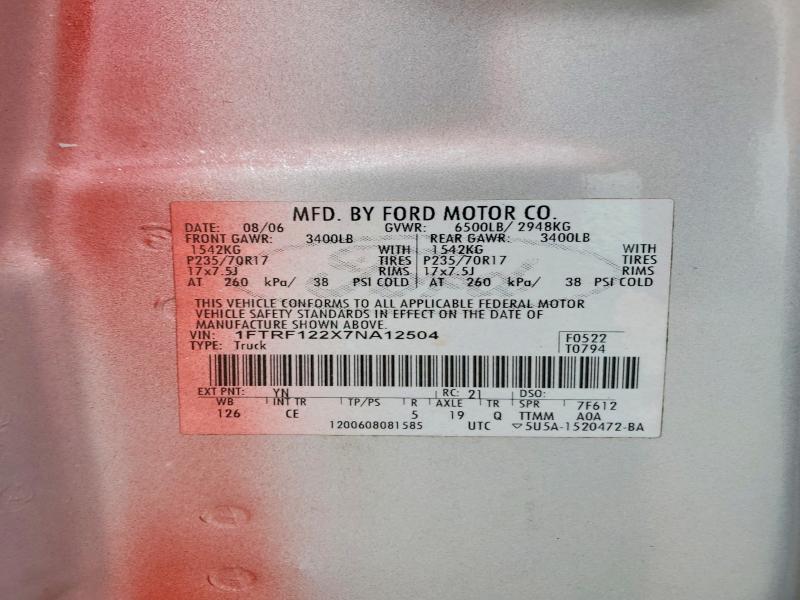 MFD. BY FORD MOTOR CO.
DATE: 08/06 GVWR: 6500LB/ 2948KG
FRONT GAWR: 3400LB REAR GAWR: 3400LB
1542KG WITH 1542KG WITH
P235/70R17 TIRES P235/70R17 TIRES
17x7.5J RIMS 17x7.5J RIMS
AT 260 kPa/ 38 PSI COLD AT 260 kPa/ 38 PSI COLD
THIS VEHICLE CONFORMS TO ALL APPLICABLE FEDERAL MOTOR
VEHICLE SAFETY STANDARDS IN EFFECT ON THE DATE OF
MANUFACTURE SHOWN ABOVE.
VIN: 1FTRF122X7NA12504 F0522
TYPE: Truck T0794
EXT PNT: YN RC: 21 DSO:
WB INT TR TP/PS R AXLE TR SPR 7F612
126 CE 5 19 Q TTMM A0A
1200608081585 UTC 5U5A-1520472-BA